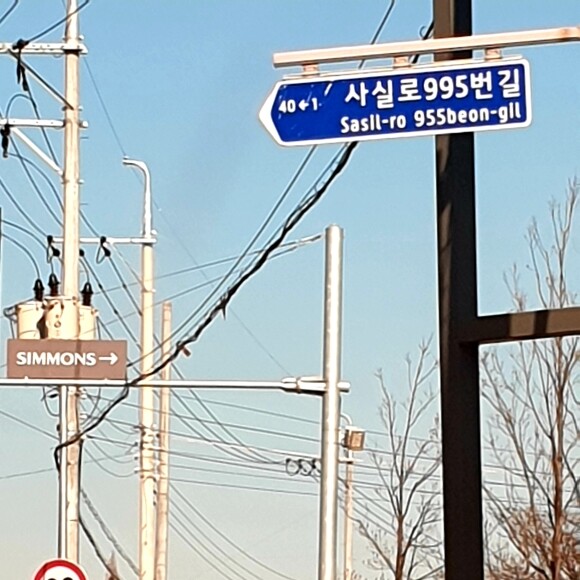 40←1 사실로995번길
Sasil-ro 955beon-gil
SIMMONS→